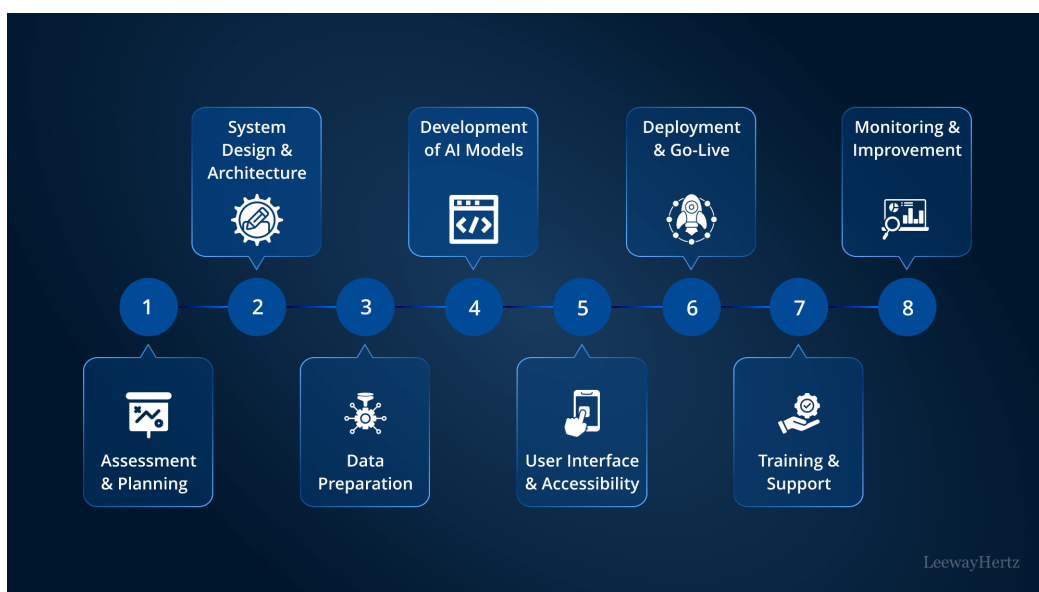 System
Design &
Architecture
Development
of AI Models
Deployment
& Go-Live
Monitoring &
Improvement
1
2
3
4
5
6
7
8
Assessment
& Planning
Data
Preparation
User Interface
& Accessibility
Training &
Support
LeewayHertz